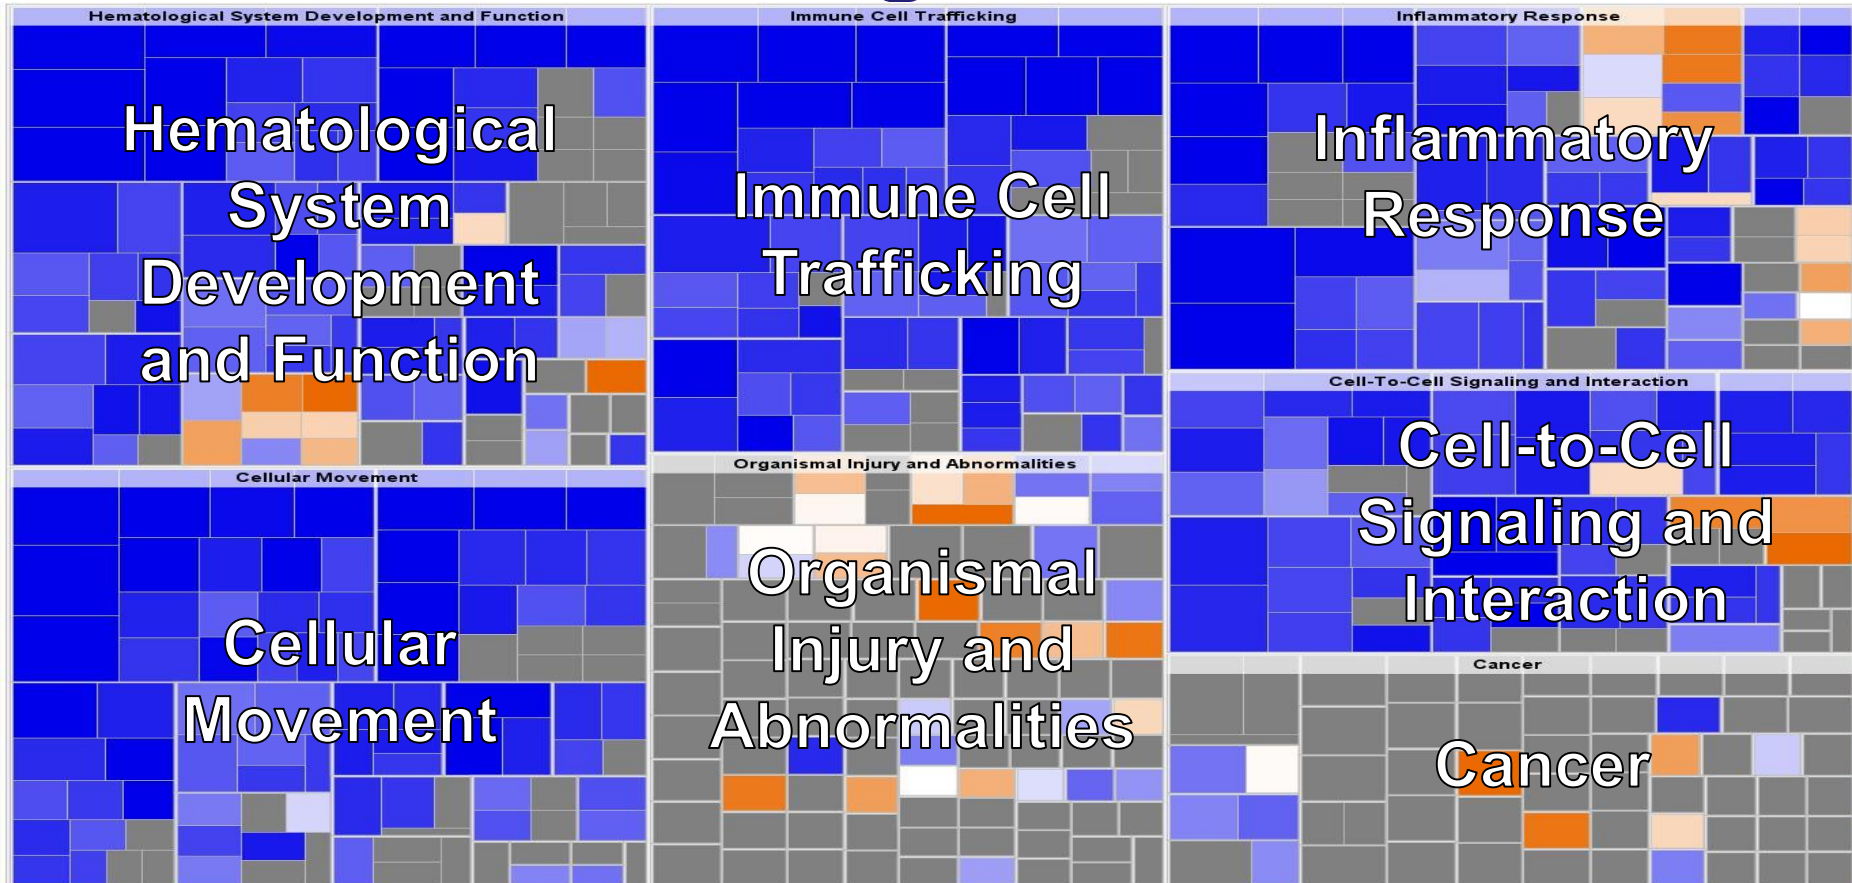 Hematological System Development and Function
Hematological
System
Development
and Function
Immune Cell Trafficking
Immune Cell
Trafficking
Inflammatory Response
Inflammatory
Response
Cell-To-Cell Signaling and Interaction
Cell-to-Cell
Signaling and
Interaction
Cellular Movement
Cellular
Movement
Organismal Injury and Abnormalities
Organismal
Injury and
Abnormalities
Cancer
Cancer